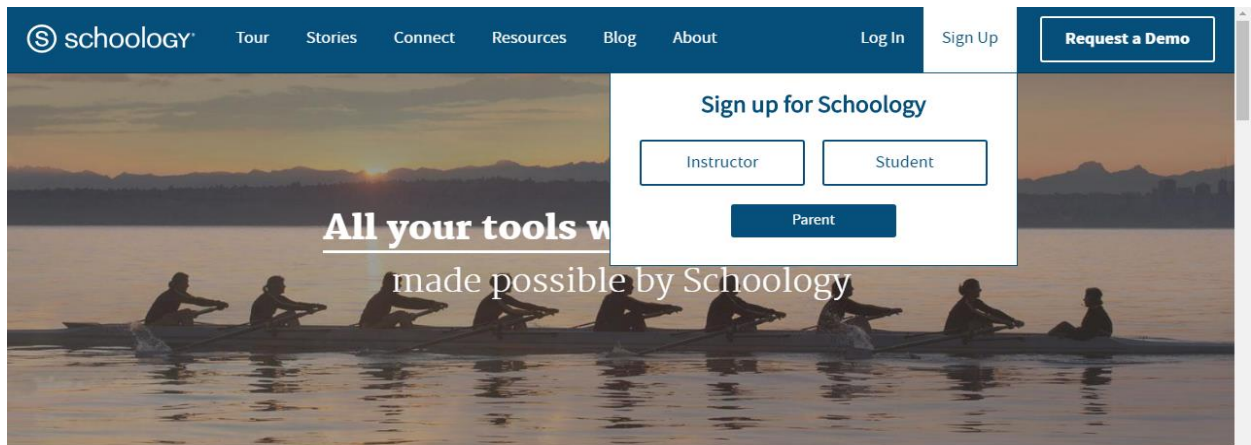 schoology Tour Stories Connect Resources Blog About Log In Sign Up Request a Demo
Sign up for Schoology
Instructor Student
Parent
All your tools w
made possible by Schoology